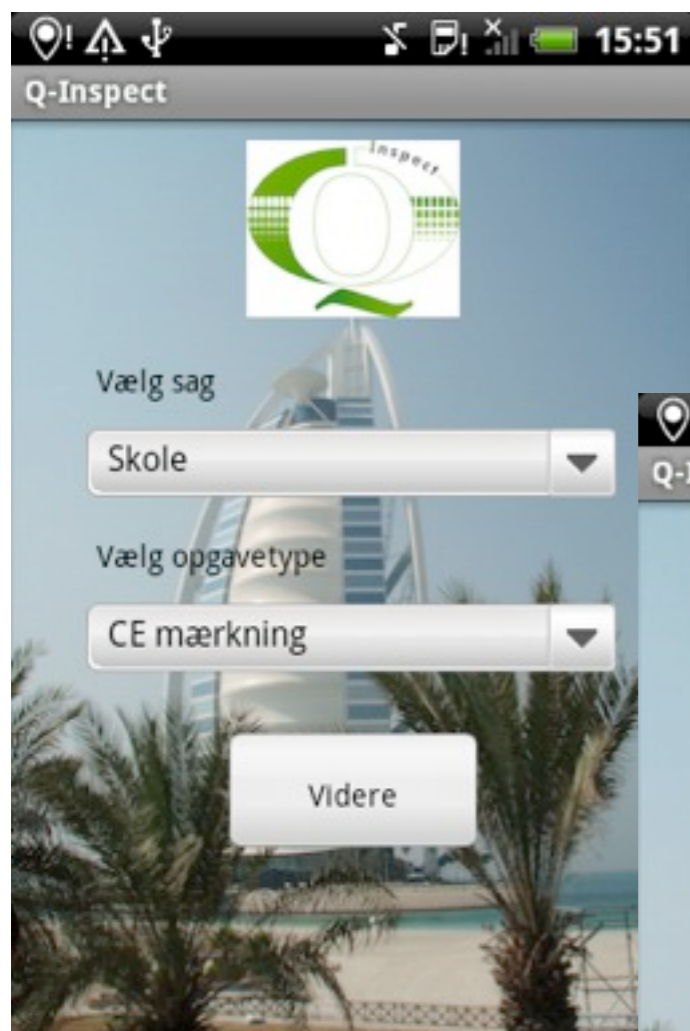 15:51
Q-Inspect
Inspect
Vælg sag
Skole
Vælg opgavetype
CE mærkning
Videre
Q-I